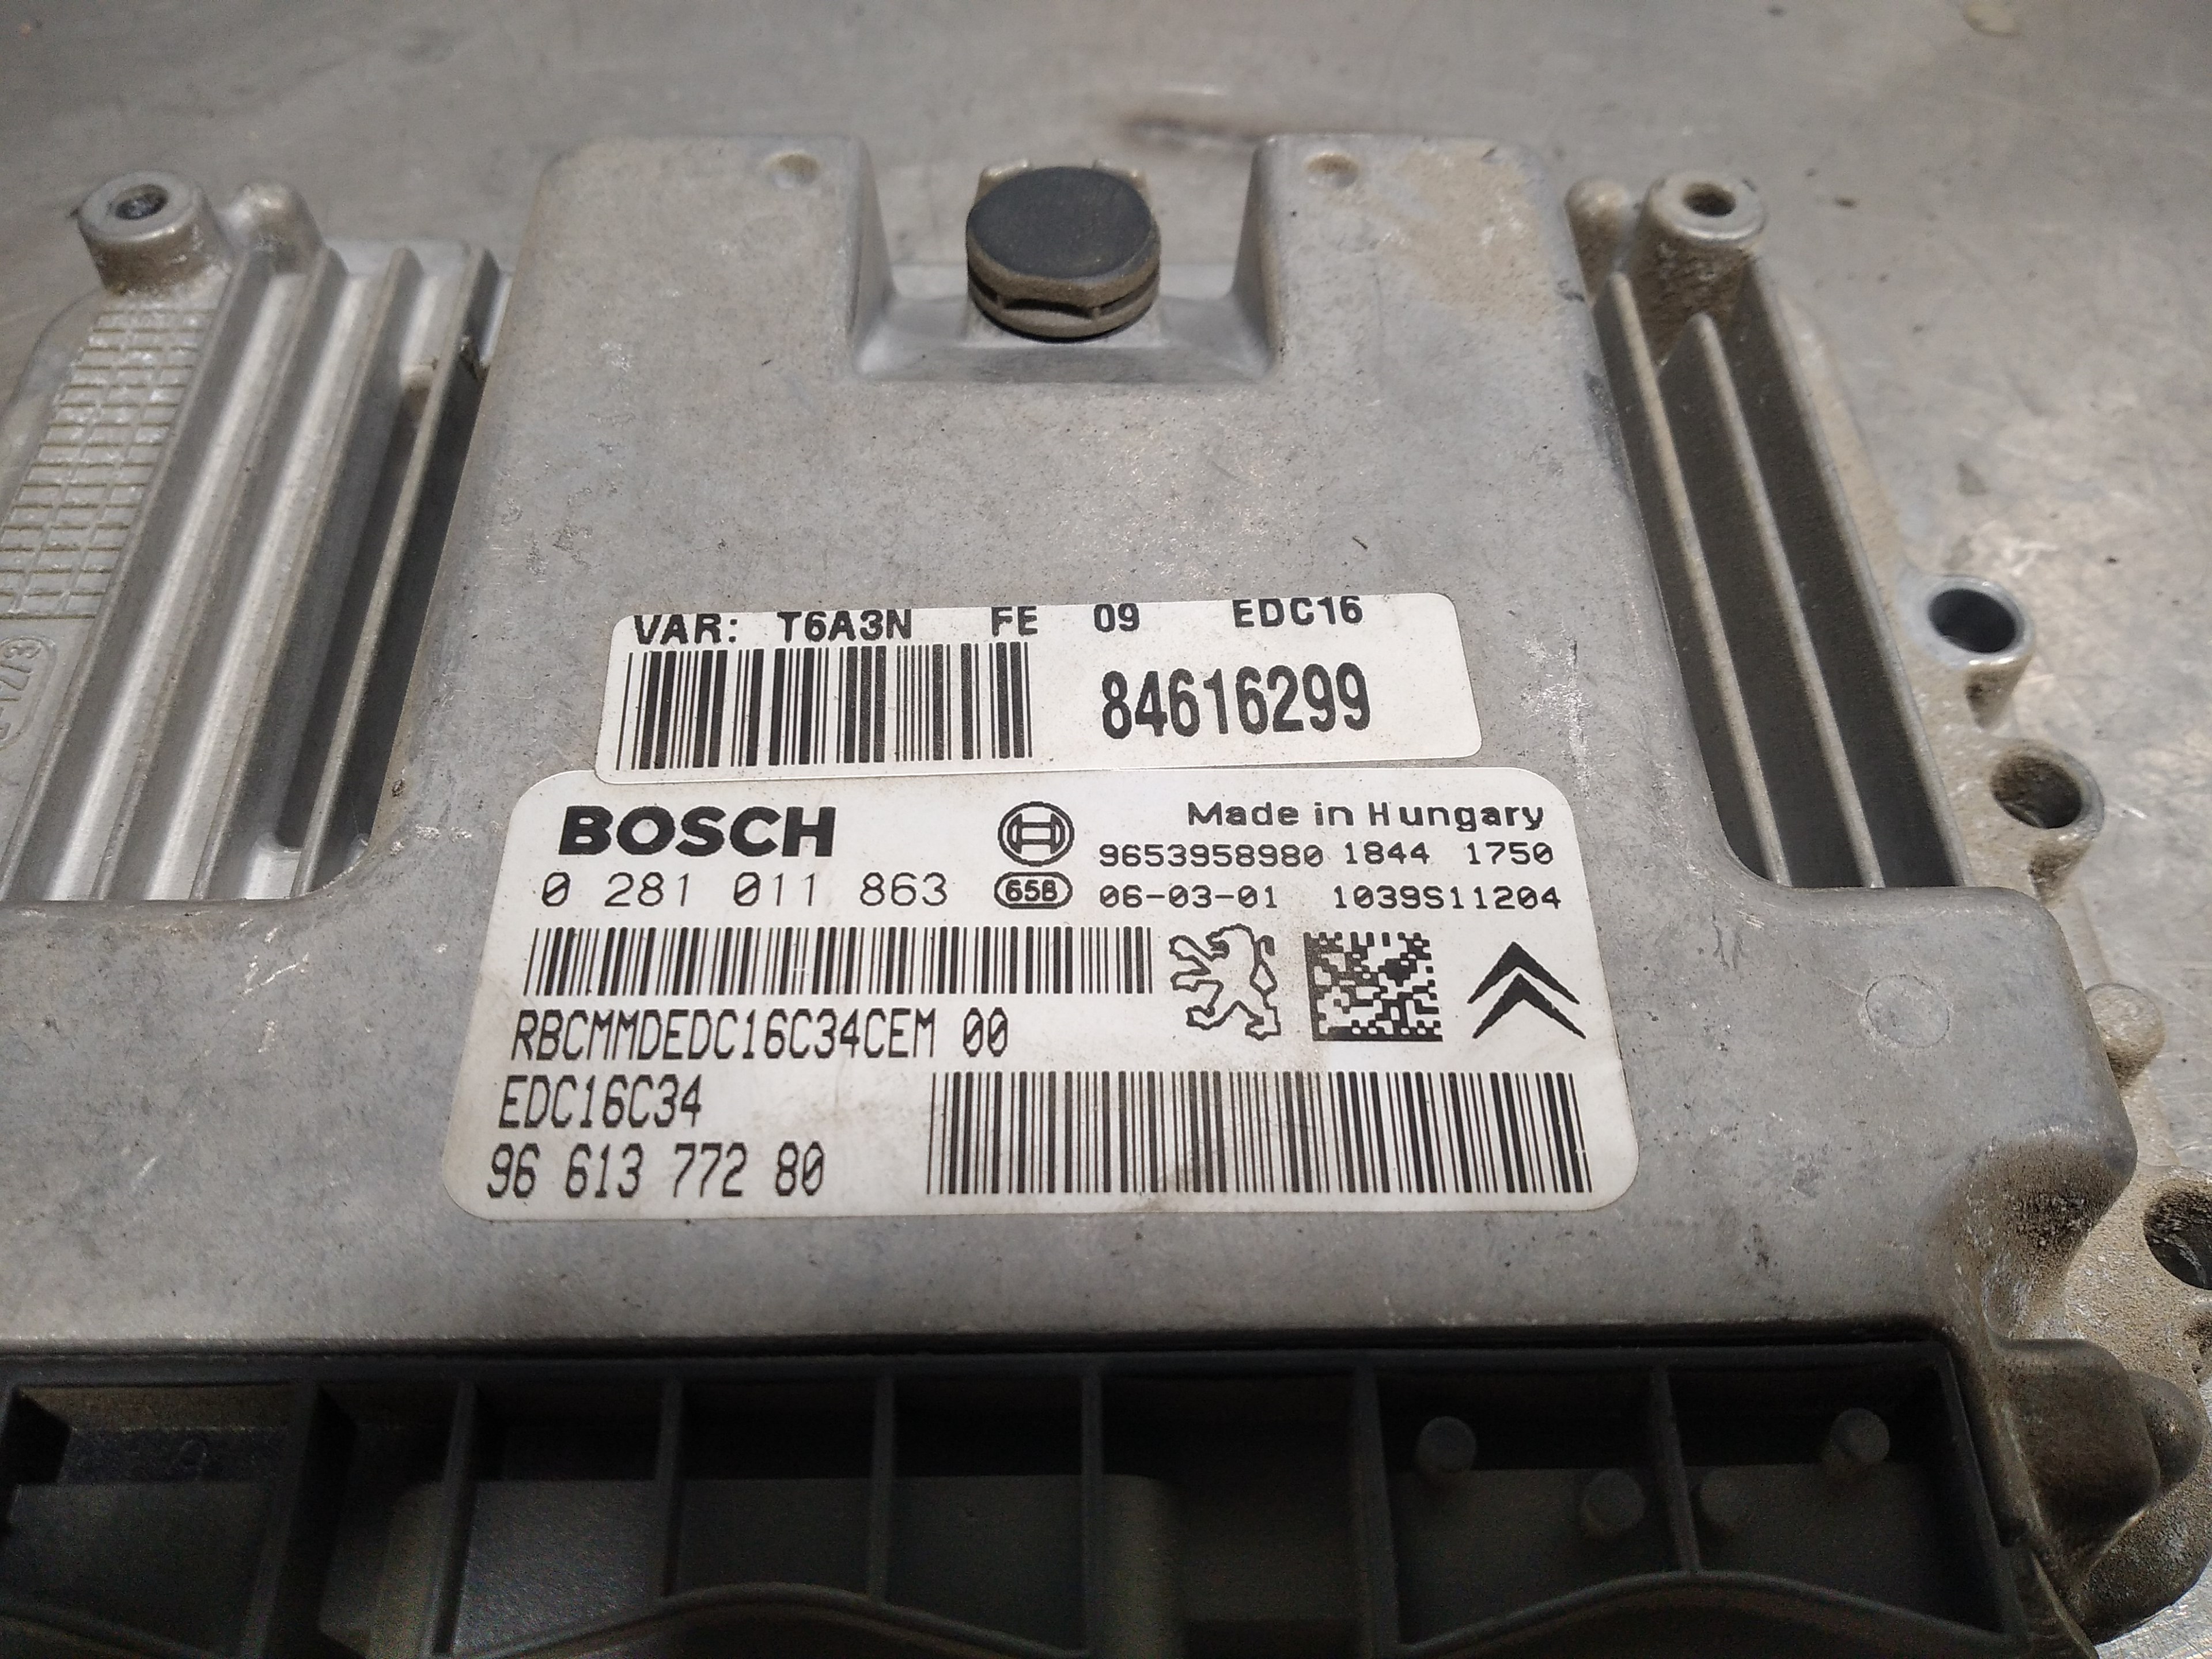 VAR: T6A3N FE 09 EDC16
84616299
BOSCH
Made in Hungary
9653958980 1844 1750
0 281 011 863
65B
06-03-01 1039S11204
RBCMMDEDC16C34CEM 00
EDC16C34
96 613 772 80